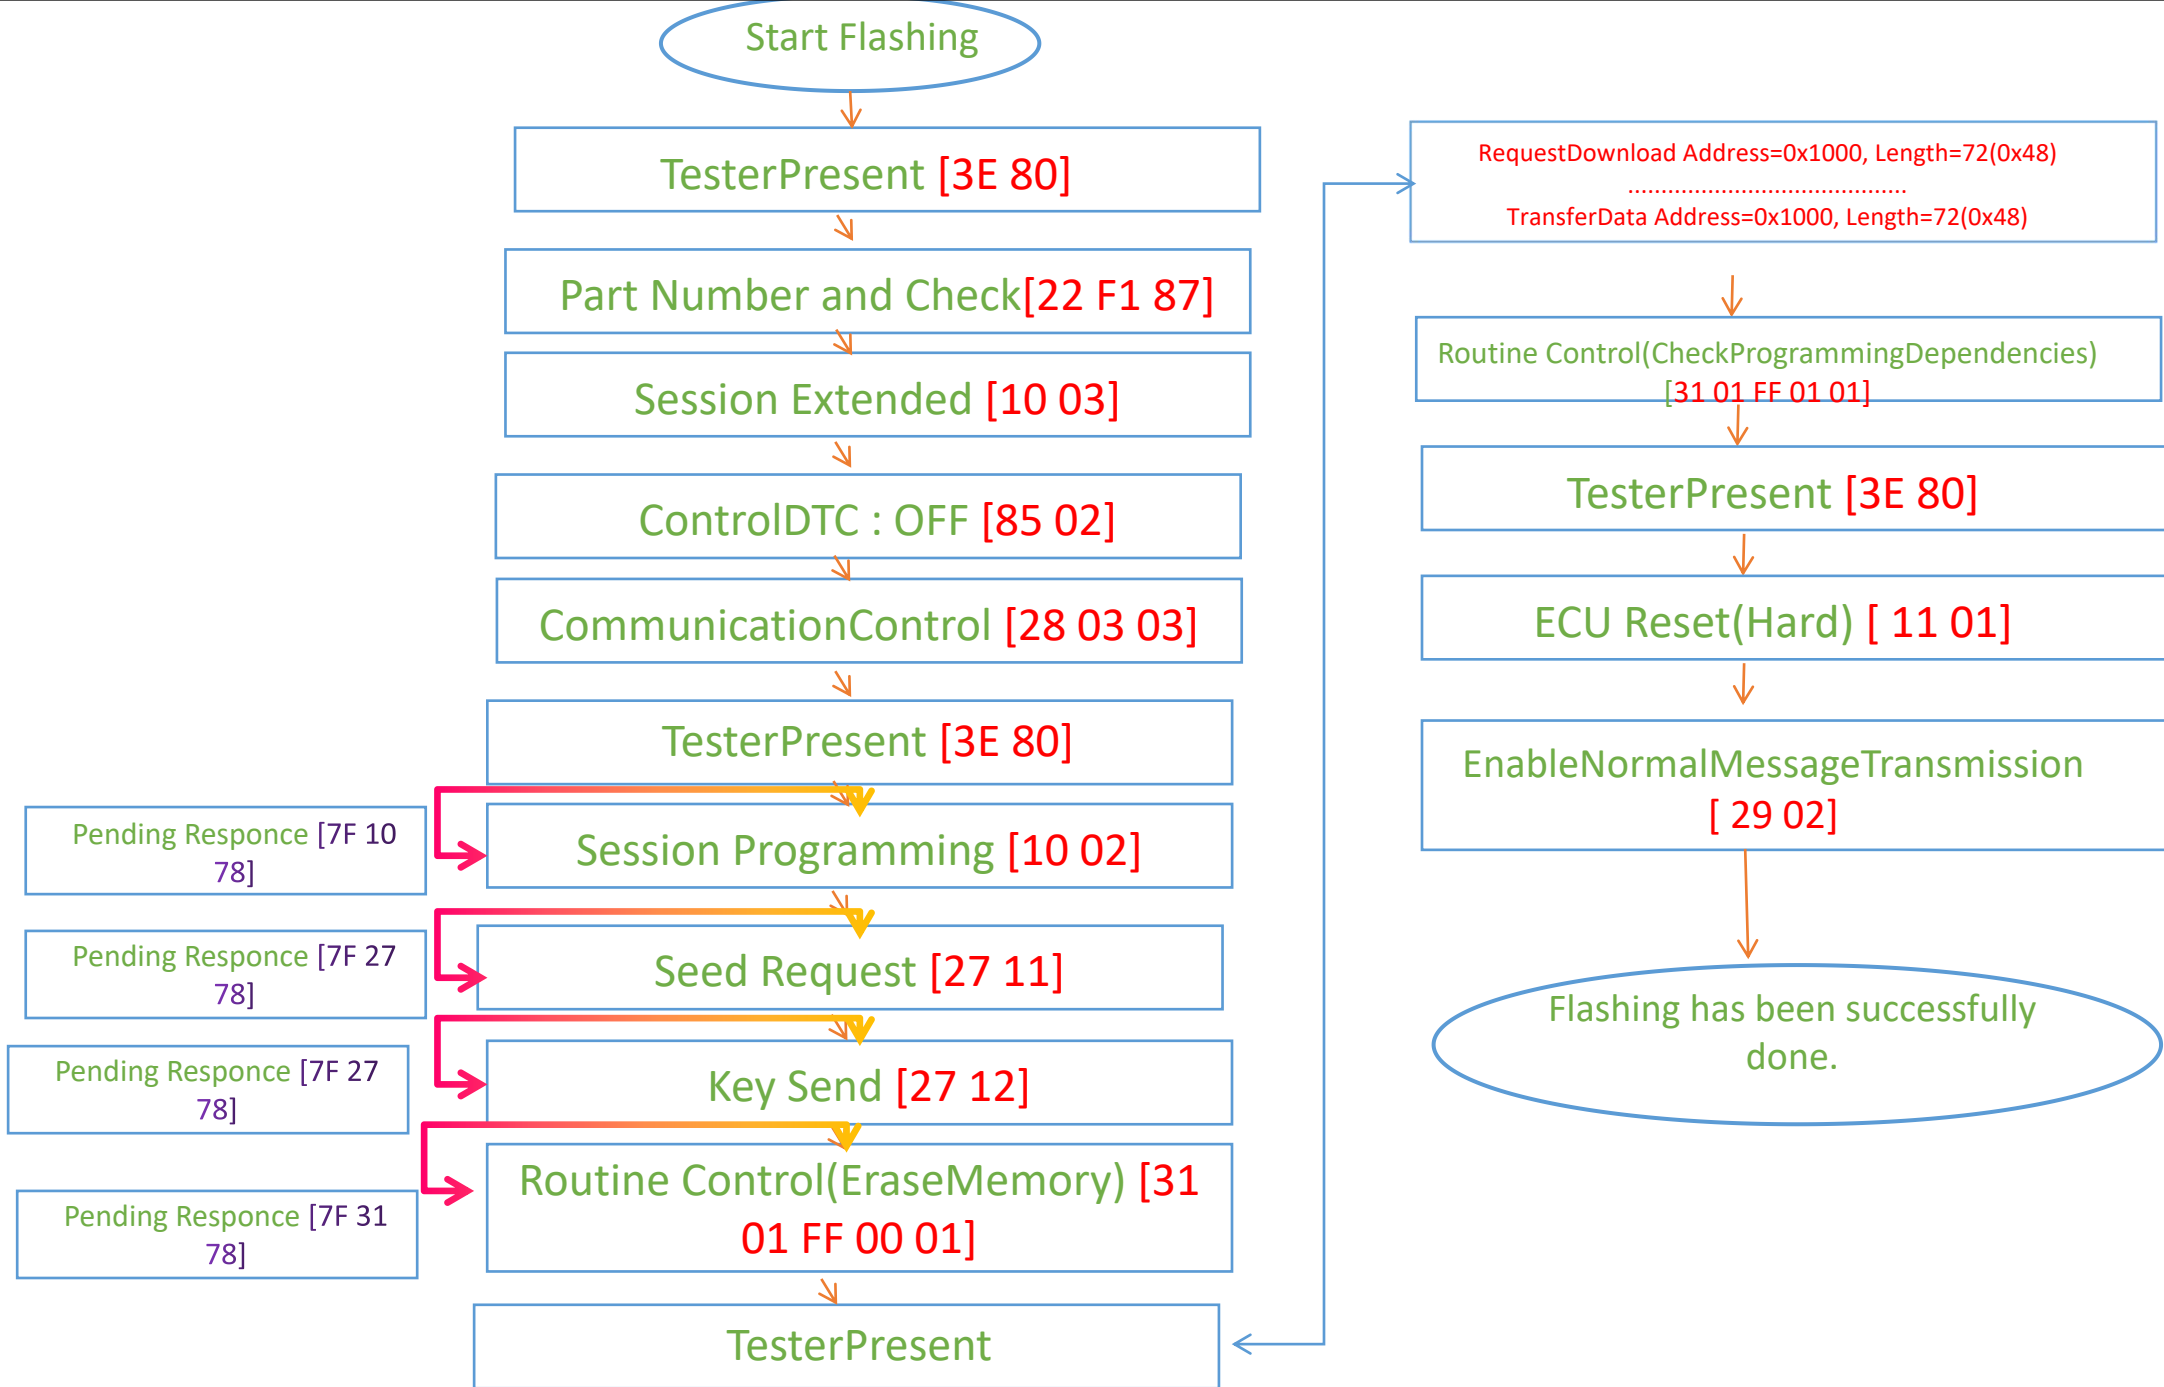 Start Flashing
TesterPresent [3E 80]
Part Number and Check[22 F1 87]
Session Extended [10 03]
ControlDTC : OFF [85 02]
CommunicationControl [28 03 03]
TesterPresent [3E 80]
Pending Responce [7F 10
78]
Session Programming [10 02]
Pending Responce [7F 27
78]
Seed Request [27 11]
Pending Responce [7F 27
78]
Key Send [27 12]
Pending Responce [7F 31
78]
Routine Control(EraseMemory) [31
01 FF 00 01]
TesterPresent
RequestDownload Address=0x1000, Length=72(0x48)
..........................................
TransferData Address=0x1000, Length=72(0x48)
Routine Control(CheckProgrammingDependencies)
[31 01 FF 01 01]
TesterPresent [3E 80]
ECU Reset(Hard) [ 11 01]
EnableNormalMessageTransmission
[ 29 02]
Flashing has been successfully
done.